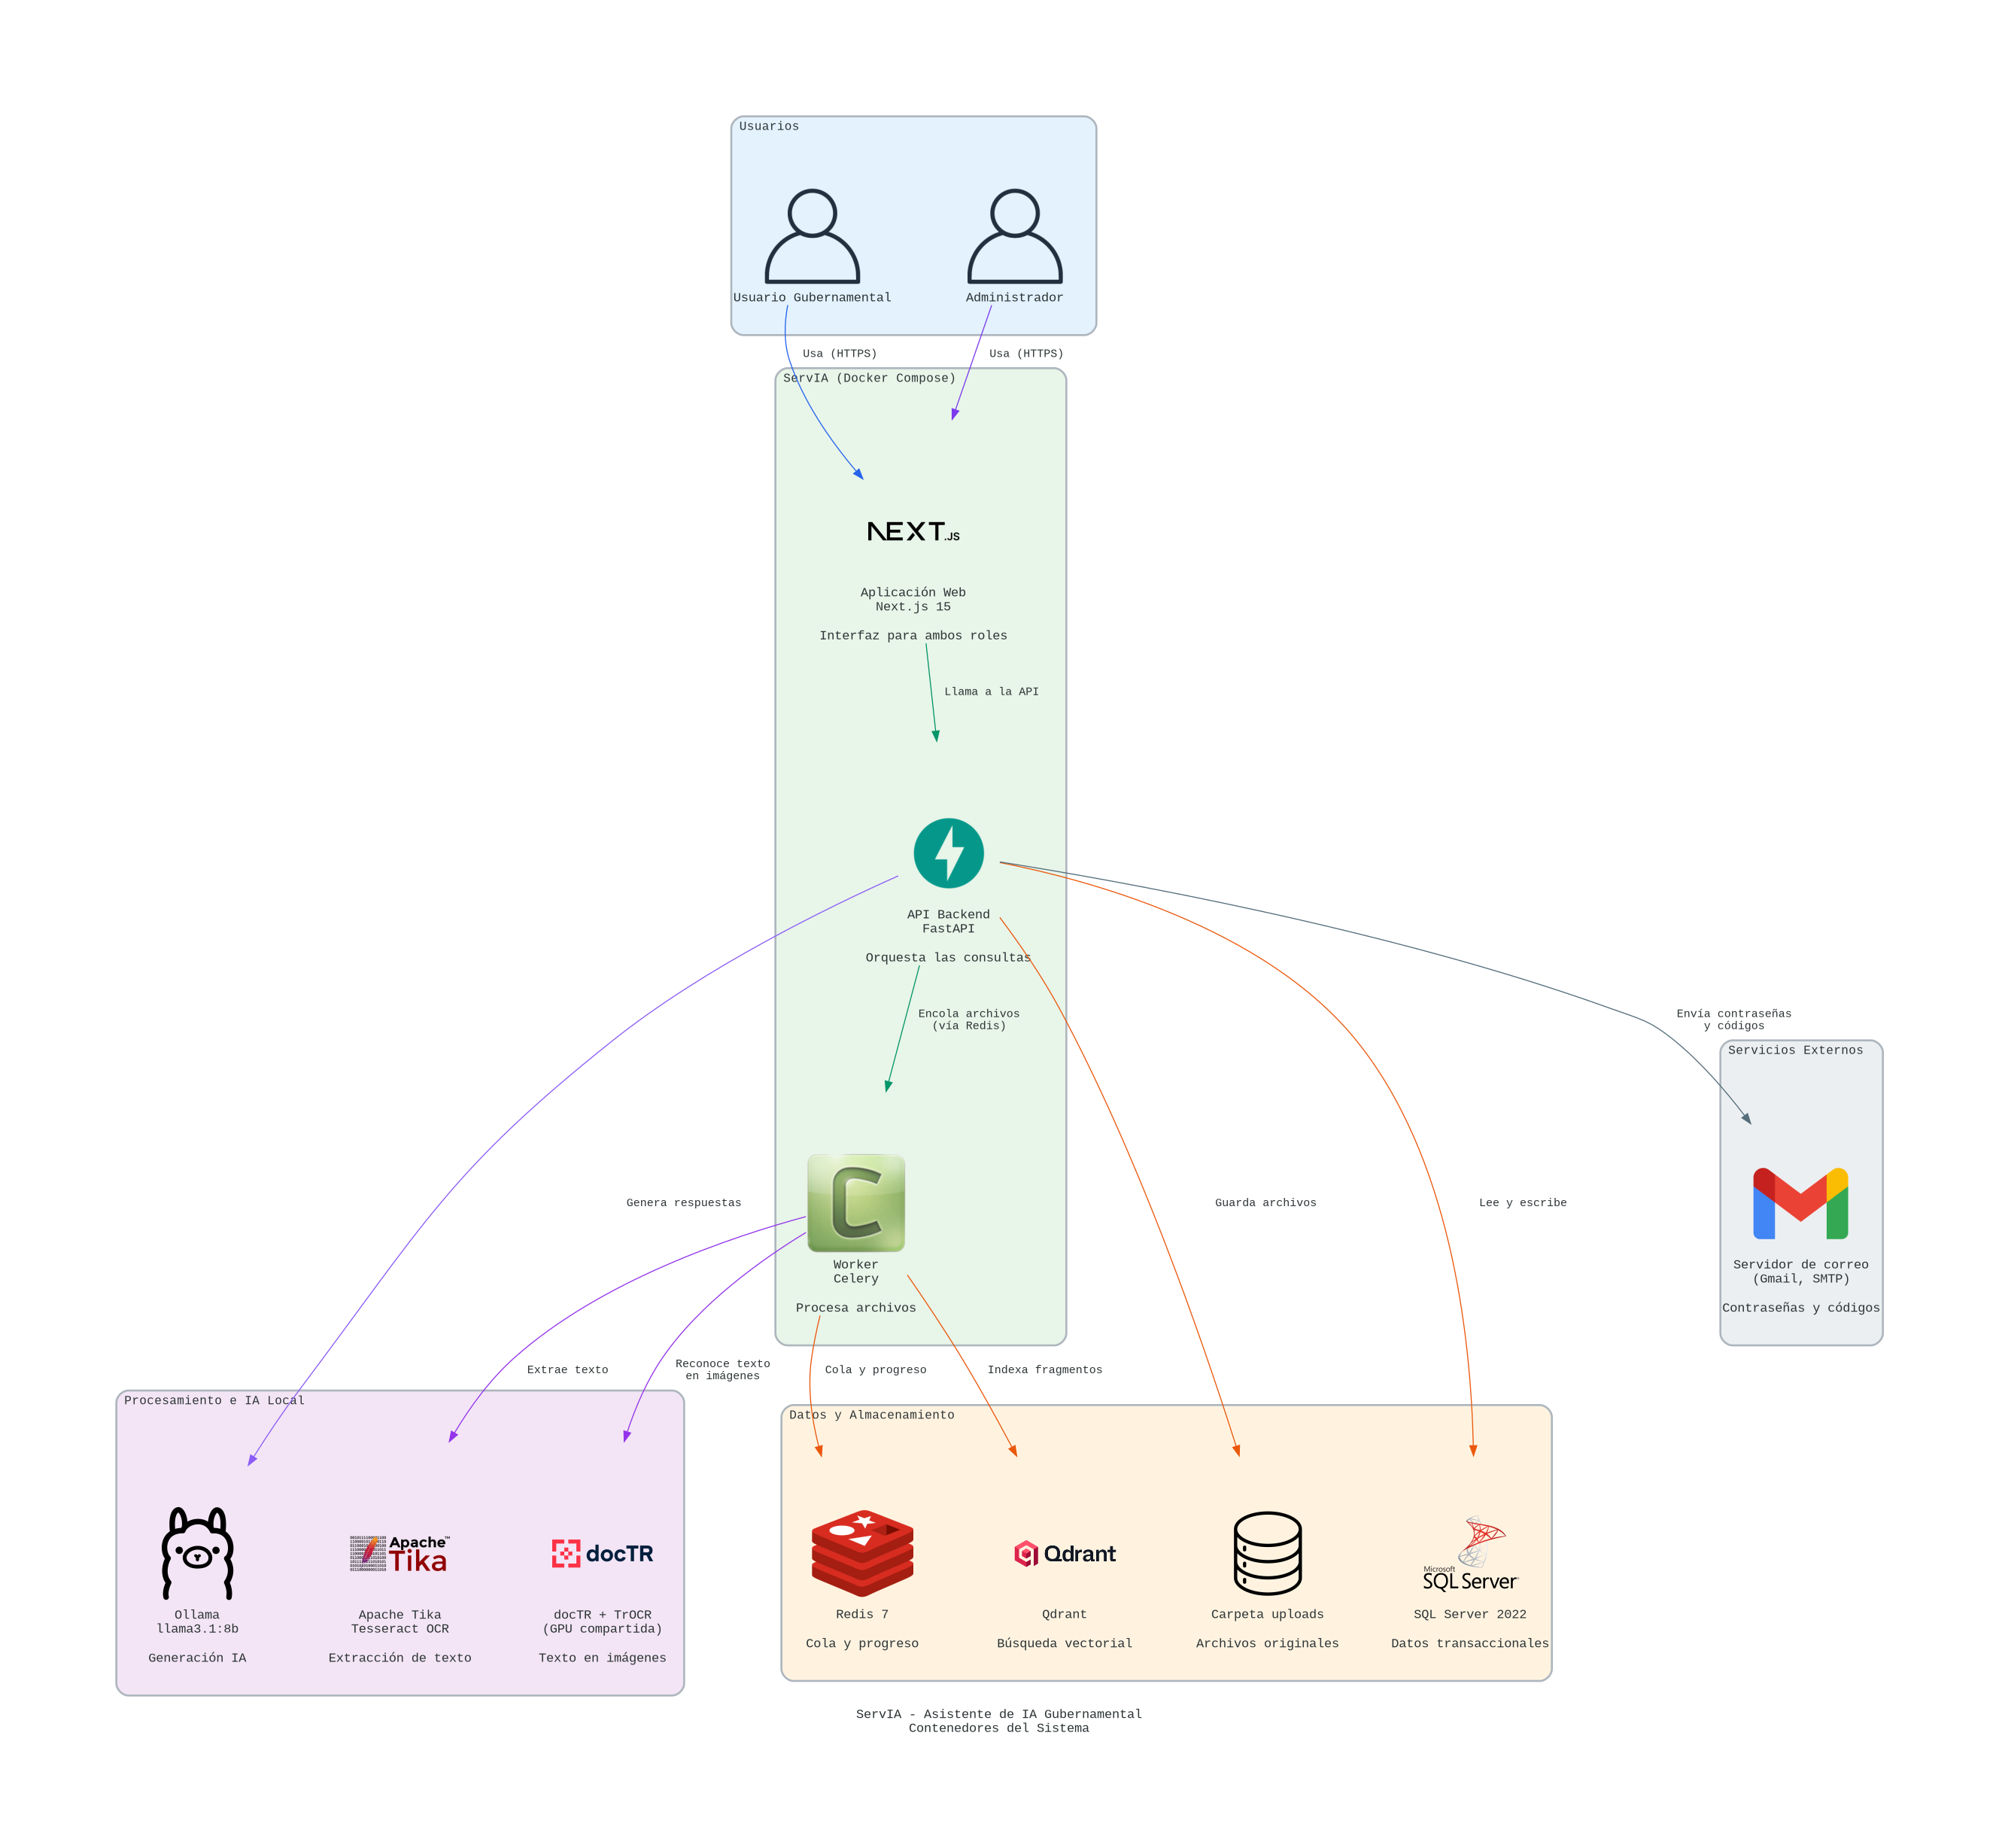 Usuarios
Usuario Gubernamental
Administrador
Usa (HTTPS)
Usa (HTTPS)
ServIA (Docker Compose)
NEXT.JS
Aplicación Web
Next.js 15
Interfaz para ambos roles
Llama a la API
API Backend
FastAPI
Orquesta las consultas
Encola archivos
(vía Redis)
Envía contraseñas
y códigos
Servicios Externos
Genera respuestas
Guarda archivos
Lee y escribe
Worker
Celery
Procesa archivos
Servidor de correo
(Gmail, SMTP)
Contraseñas y códigos
Extrae texto
Reconoce texto
en imágenes
Cola y progreso
Indexa fragmentos
Procesamiento e IA Local
Ollama
llama3.1:8b
Generación IA
Apache™
Tika
Apache Tika
Tesseract OCR
Extracción de texto
docTR
docTR + TrOCR
(GPU compartida)
Texto en imágenes
Datos y Almacenamiento
Redis 7
Cola y progreso
Qdrant
Qdrant
Búsqueda vectorial
Carpeta uploads
Archivos originales
Microsoft
SQL Server
SQL Server 2022
Datos transaccionales
ServIA - Asistente de IA Gubernamental
Contenedores del Sistema